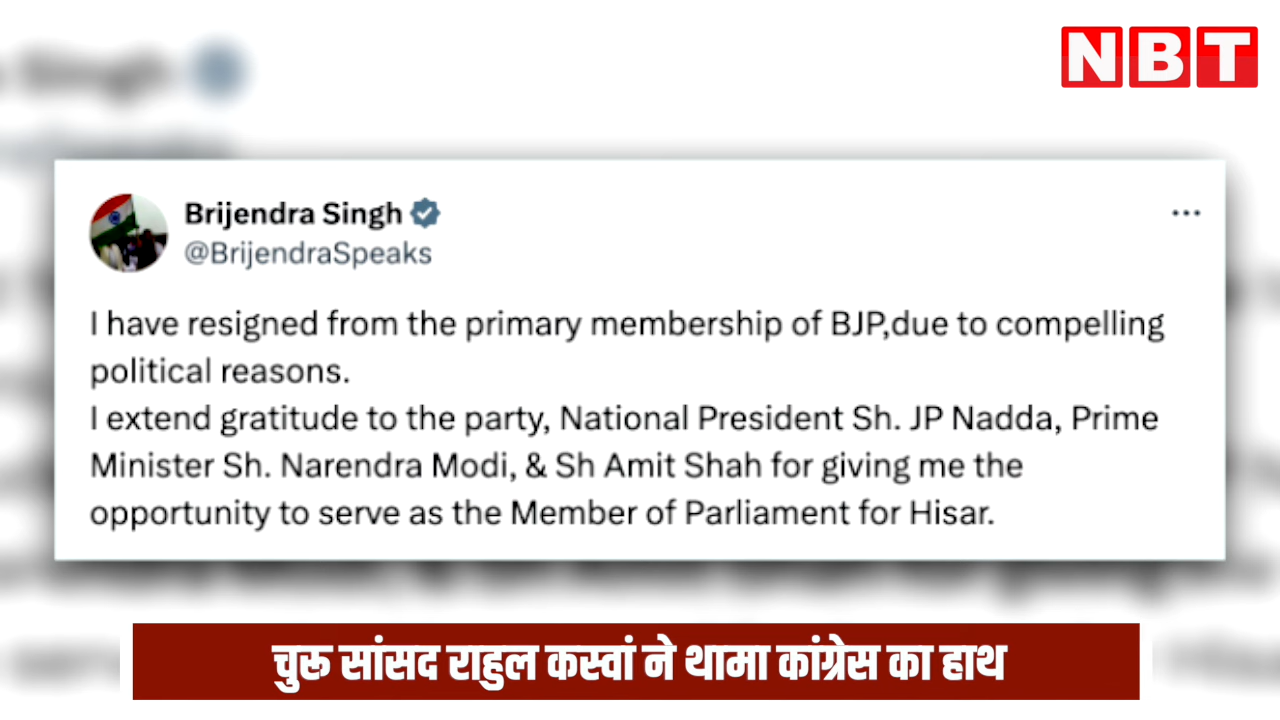 NBT
Brijendra Singh
@BrijendraSpeaks
I have resigned from the primary membership of BJP,due to compelling
political reasons.
I extend gratitude to the party, National President Sh. JP Nadda, Prime
Minister Sh. Narendra Modi, & Sh Amit Shah for giving me the
opportunity to serve as the Member of Parliament for Hisar.
चुरू सांसद राहुल कस्वां ने थामा कांग्रेस का हाथ